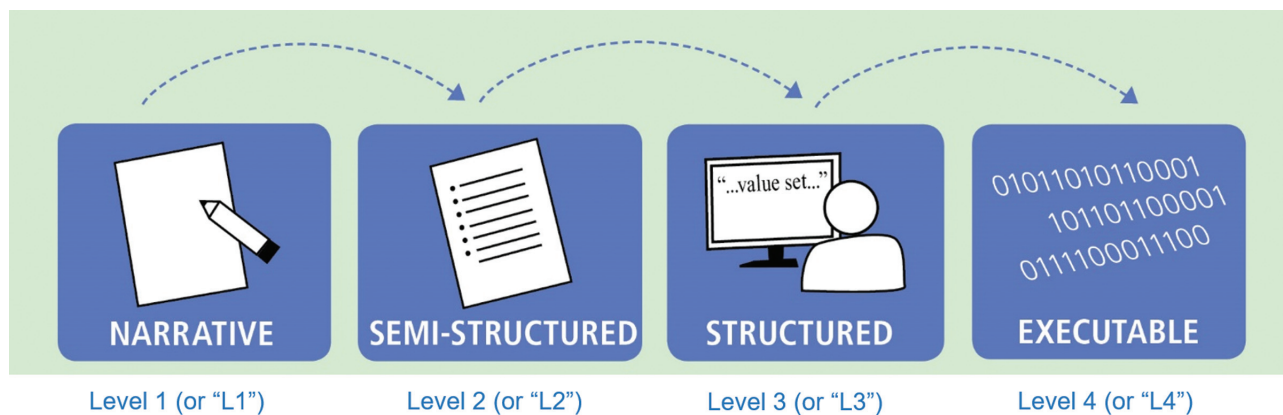 "...value set..."
01011010110001
101101100001
0111100011100
NARRATIVE
SEMI-STRUCTURED
STRUCTURED
EXECUTABLE
Level 1 (or “L1”)
Level 2 (or “L2”)
Level 3 (or “L3”)
Level 4 (or “L4”)